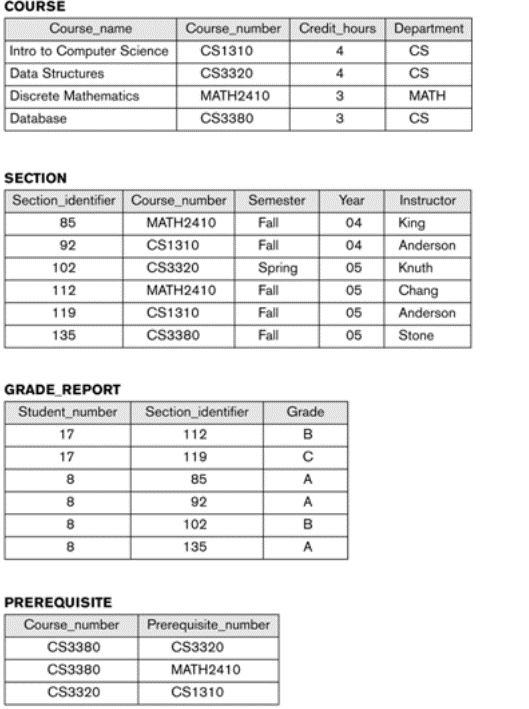 COURSE
Course_name Course_number Credit_hours Department
Intro to Computer Science CS1310 4 CS
Data Structures CS3320 4 CS
Discrete Mathematics MATH2410 3 MATH
Database CS3380 3 CS
SECTION
Section_identifier Course_number Semester Year Instructor
85 MATH2410 Fall 04 King
92 CS1310 Fall 04 Anderson
102 CS3320 Spring 05 Knuth
112 MATH2410 Fall 05 Chang
119 CS1310 Fall 05 Anderson
135 CS3380 Fall 05 Stone
GRADE_REPORT
Student_number Section_identifier Grade
17 112 B
17 119 C
8 85 A
8 92 A
8 102 B
8 135 A
PREREQUISITE
Course_number Prerequisite_number
CS3380 CS3320
CS3380 MATH2410
CS3320 CS1310